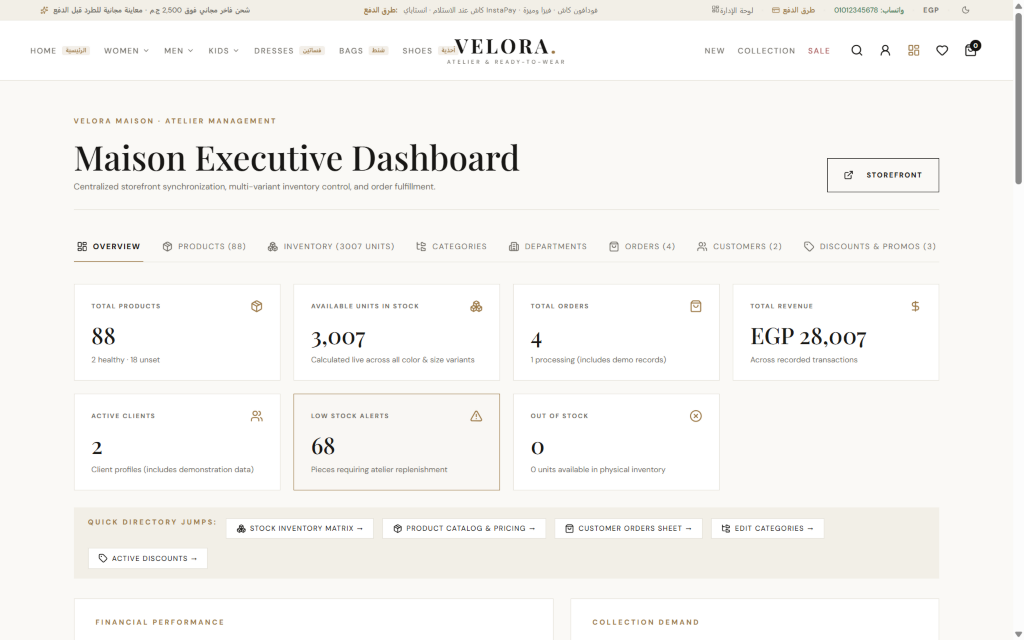 شحن فاخر مجاني فوق 2,500 ج.م · معاينة مجانية للطرد قبل الدفع
طرق الدفع: فودافون كاش · فيزا وميزة · InstaPay كاش عند الاستلام · انستاباي
لوحة الإدارة
طرق الدفع
واتساب: 01012345678
EGP
HOME الرئيسية
WOMEN
MEN
KIDS
DRESSES فساتين
BAGS شنط
SHOES أحذية
VELORA.
ATELIER & READY-TO-WEAR
NEW
COLLECTION
SALE
0
VELORA MAISON · ATELIER MANAGEMENT
Maison Executive Dashboard
Centralized storefront synchronization, multi-variant inventory control, and order fulfillment.
STOREFRONT
OVERVIEW
PRODUCTS (88)
INVENTORY (3007 UNITS)
CATEGORIES
DEPARTMENTS
ORDERS (4)
CUSTOMERS (2)
DISCOUNTS & PROMOS (3)
TOTAL PRODUCTS
88
2 healthy · 18 unset
AVAILABLE UNITS IN STOCK
3,007
Calculated live across all color & size variants
TOTAL ORDERS
4
1 processing (includes demo records)
TOTAL REVENUE
EGP 28,007
Across recorded transactions
ACTIVE CLIENTS
2
Client profiles (includes demonstration data)
LOW STOCK ALERTS
68
Pieces requiring atelier replenishment
OUT OF STOCK
0
0 units available in physical inventory
QUICK DIRECTORY JUMPS:
STOCK INVENTORY MATRIX →
PRODUCT CATALOG & PRICING →
CUSTOMER ORDERS SHEET →
EDIT CATEGORIES →
ACTIVE DISCOUNTS →
FINANCIAL PERFORMANCE
COLLECTION DEMAND